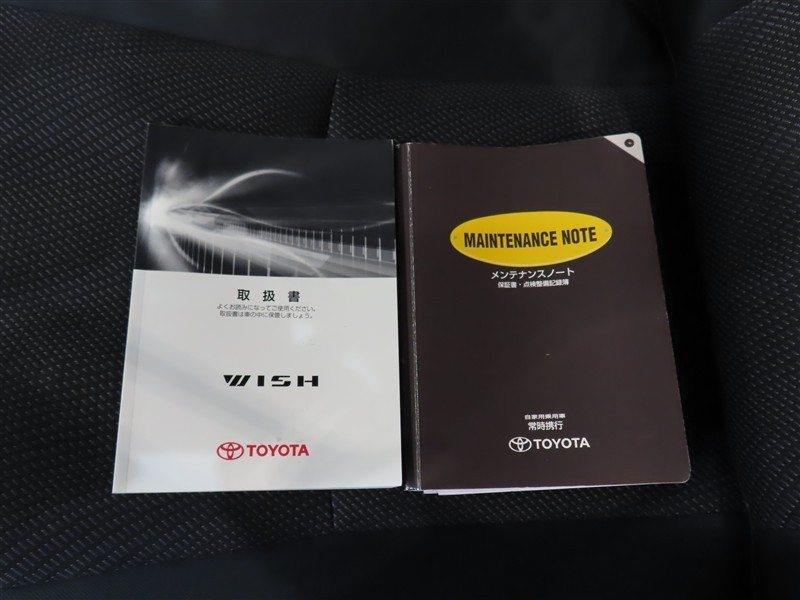 取扱書
よくお読みになってご使用ください。
取扱書は車の中に保管しましょう。
WISH
TOYOTA
MAINTENANCE NOTE
メンテナンスノート
保証書・点検整備記録簿
自家用乗用車
常時携行
TOYOTA